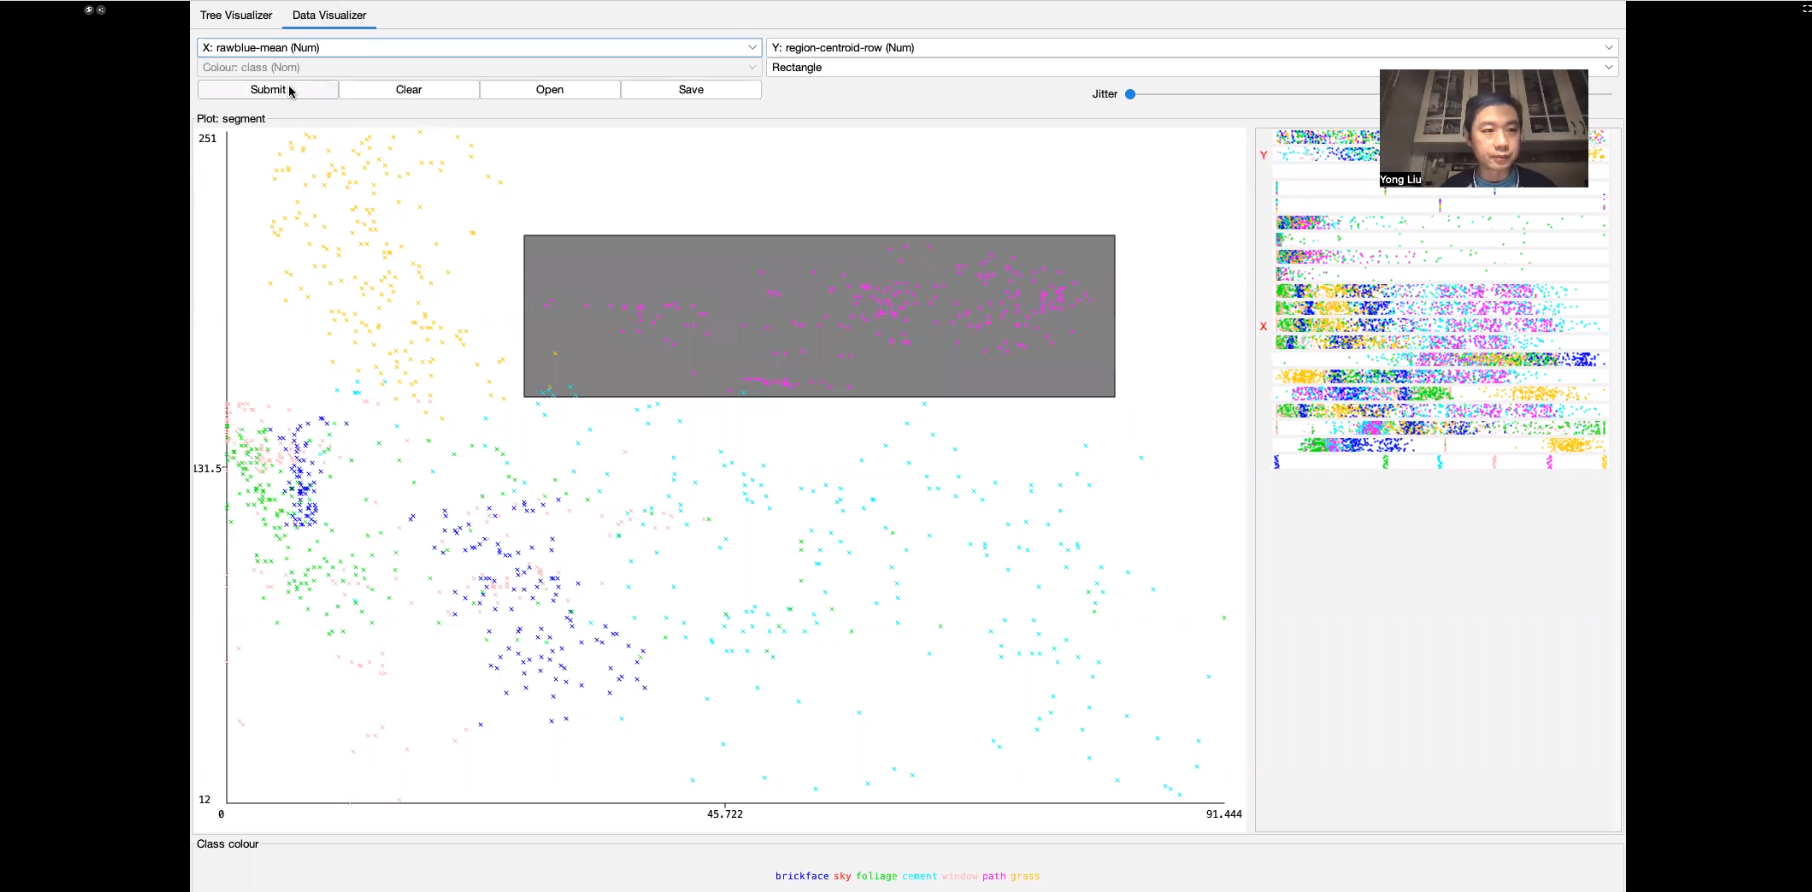 Tree Visualizer Data Visualizer
X: rawblue-mean (Num) Y: region-centroid-row (Num)
Colour: class (Nom) Rectangle
Submit Clear Open Save Jitter
Plot: segment
251
Y
Yong Liu
X
131.5
12
0 45.722 91.444
Class colour
brickface sky foliage cement window path grass